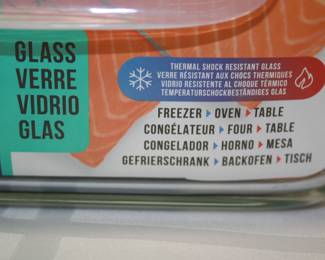 GLASS
VERRE
VIDRIO
GLAS
THERMAL SHOCK RESISTANT GLASS
VERRE RÉSISTANT AUX CHOCS THERMIQUES
VIDRIO RESISTENTE AL CHOQUE TÉRMICO
TEMPERATURSCHOCKBESTÄNDIGES GLAS
FREEZER ▸ OVEN ▸ TABLE
CONGÉLATEUR ▸ FOUR ▸ TABLE
CONGELADOR ▸ HORNO ▸ MESA
GEFRIERSCHRANK ▸ BACKOFEN ▸ TISCH